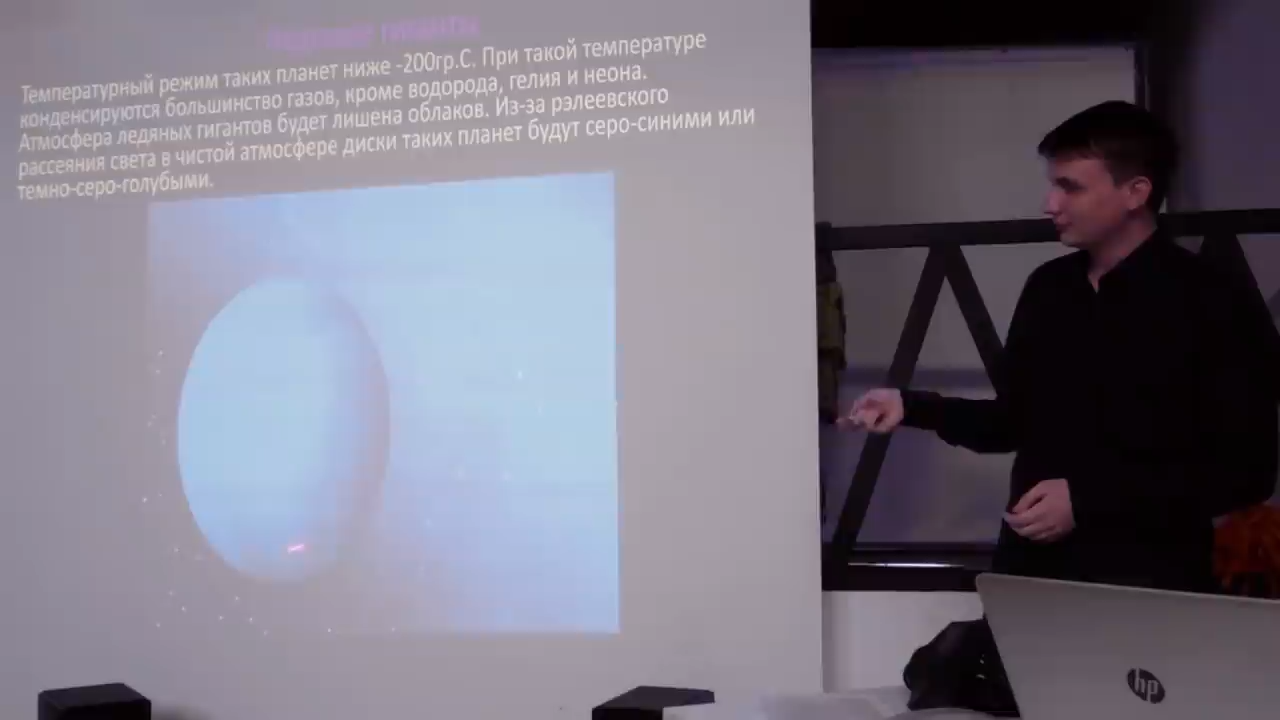 ЛЕДЯНЫЕ ГИГАНТЫ
Температурный режим таких планет ниже -200гр.С. При такой температуре
конденсируются большинство газов, кроме водорода, гелия и неона.
Атмосфера ледяных гигантов будет лишена облаков. Из-за рэлеевского
рассеяния света в чистой атмосфере диски таких планет будут серо-синими или
темно-серо-голубыми.
hp